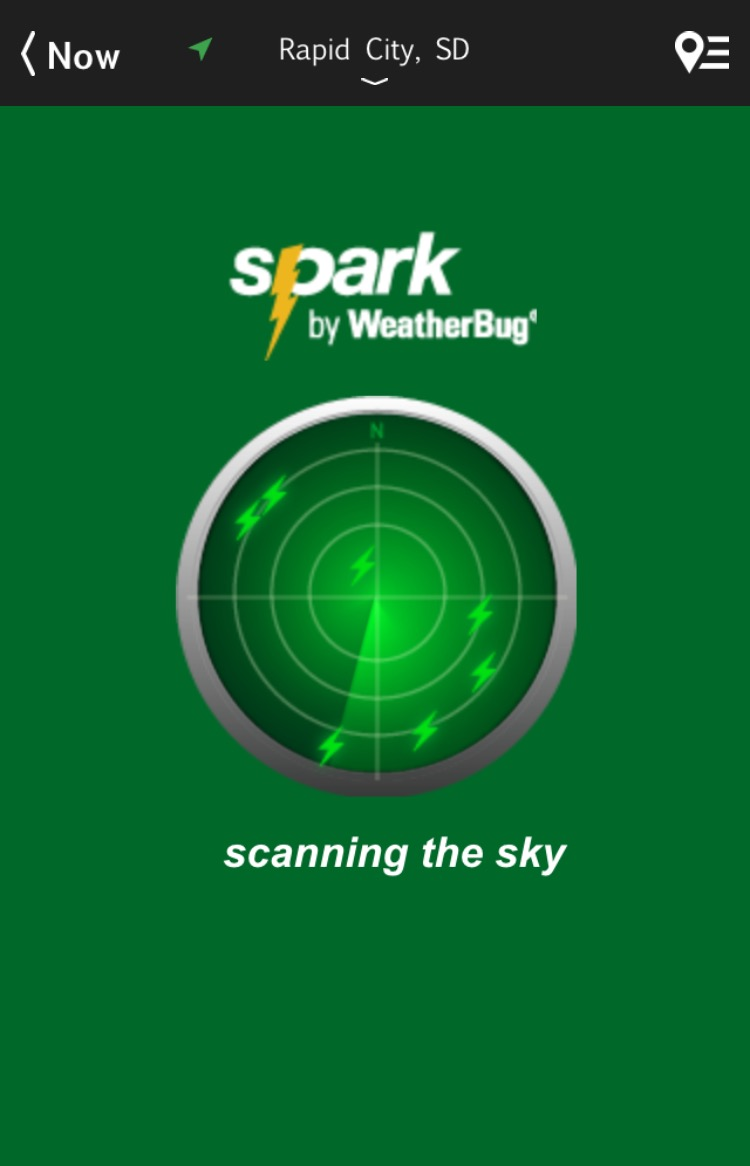 Now
Rapid City, SD
spark
by WeatherBug®
N
scanning the sky